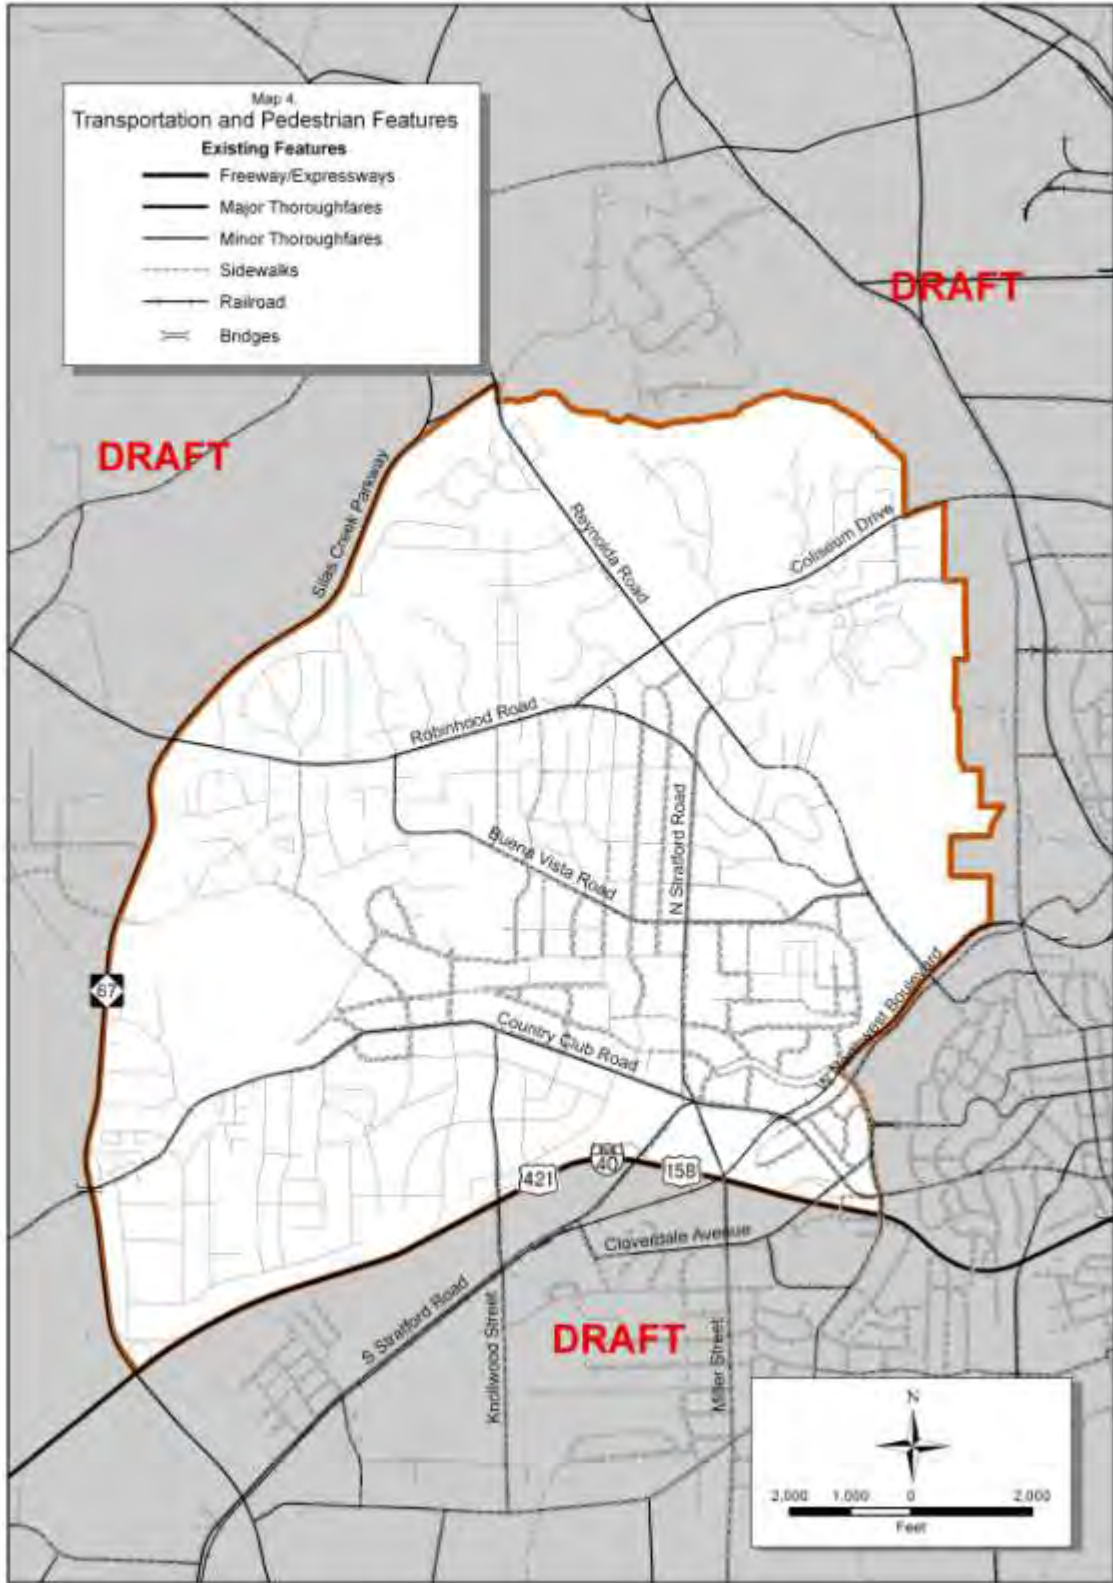 Map 4.
Transportation and Pedestrian Features
Existing Features
Freeway/Expressways
Major Thoroughfares
Minor Thoroughfares
Sidewalks
Railroad
Bridges
DRAFT
DRAFT
Silas Creek Parkway
Reynolda Road
Coliseum Drive
Robinhood Road
Buena Vista Road
N Stratford Road
67
Country Club Road
Boulevard
421
40
158
Cloverdale Avenue
S Stratford Road
Knollwood Street
Miller Street
DRAFT
N
2,000 1,000 0 2,000
Feet